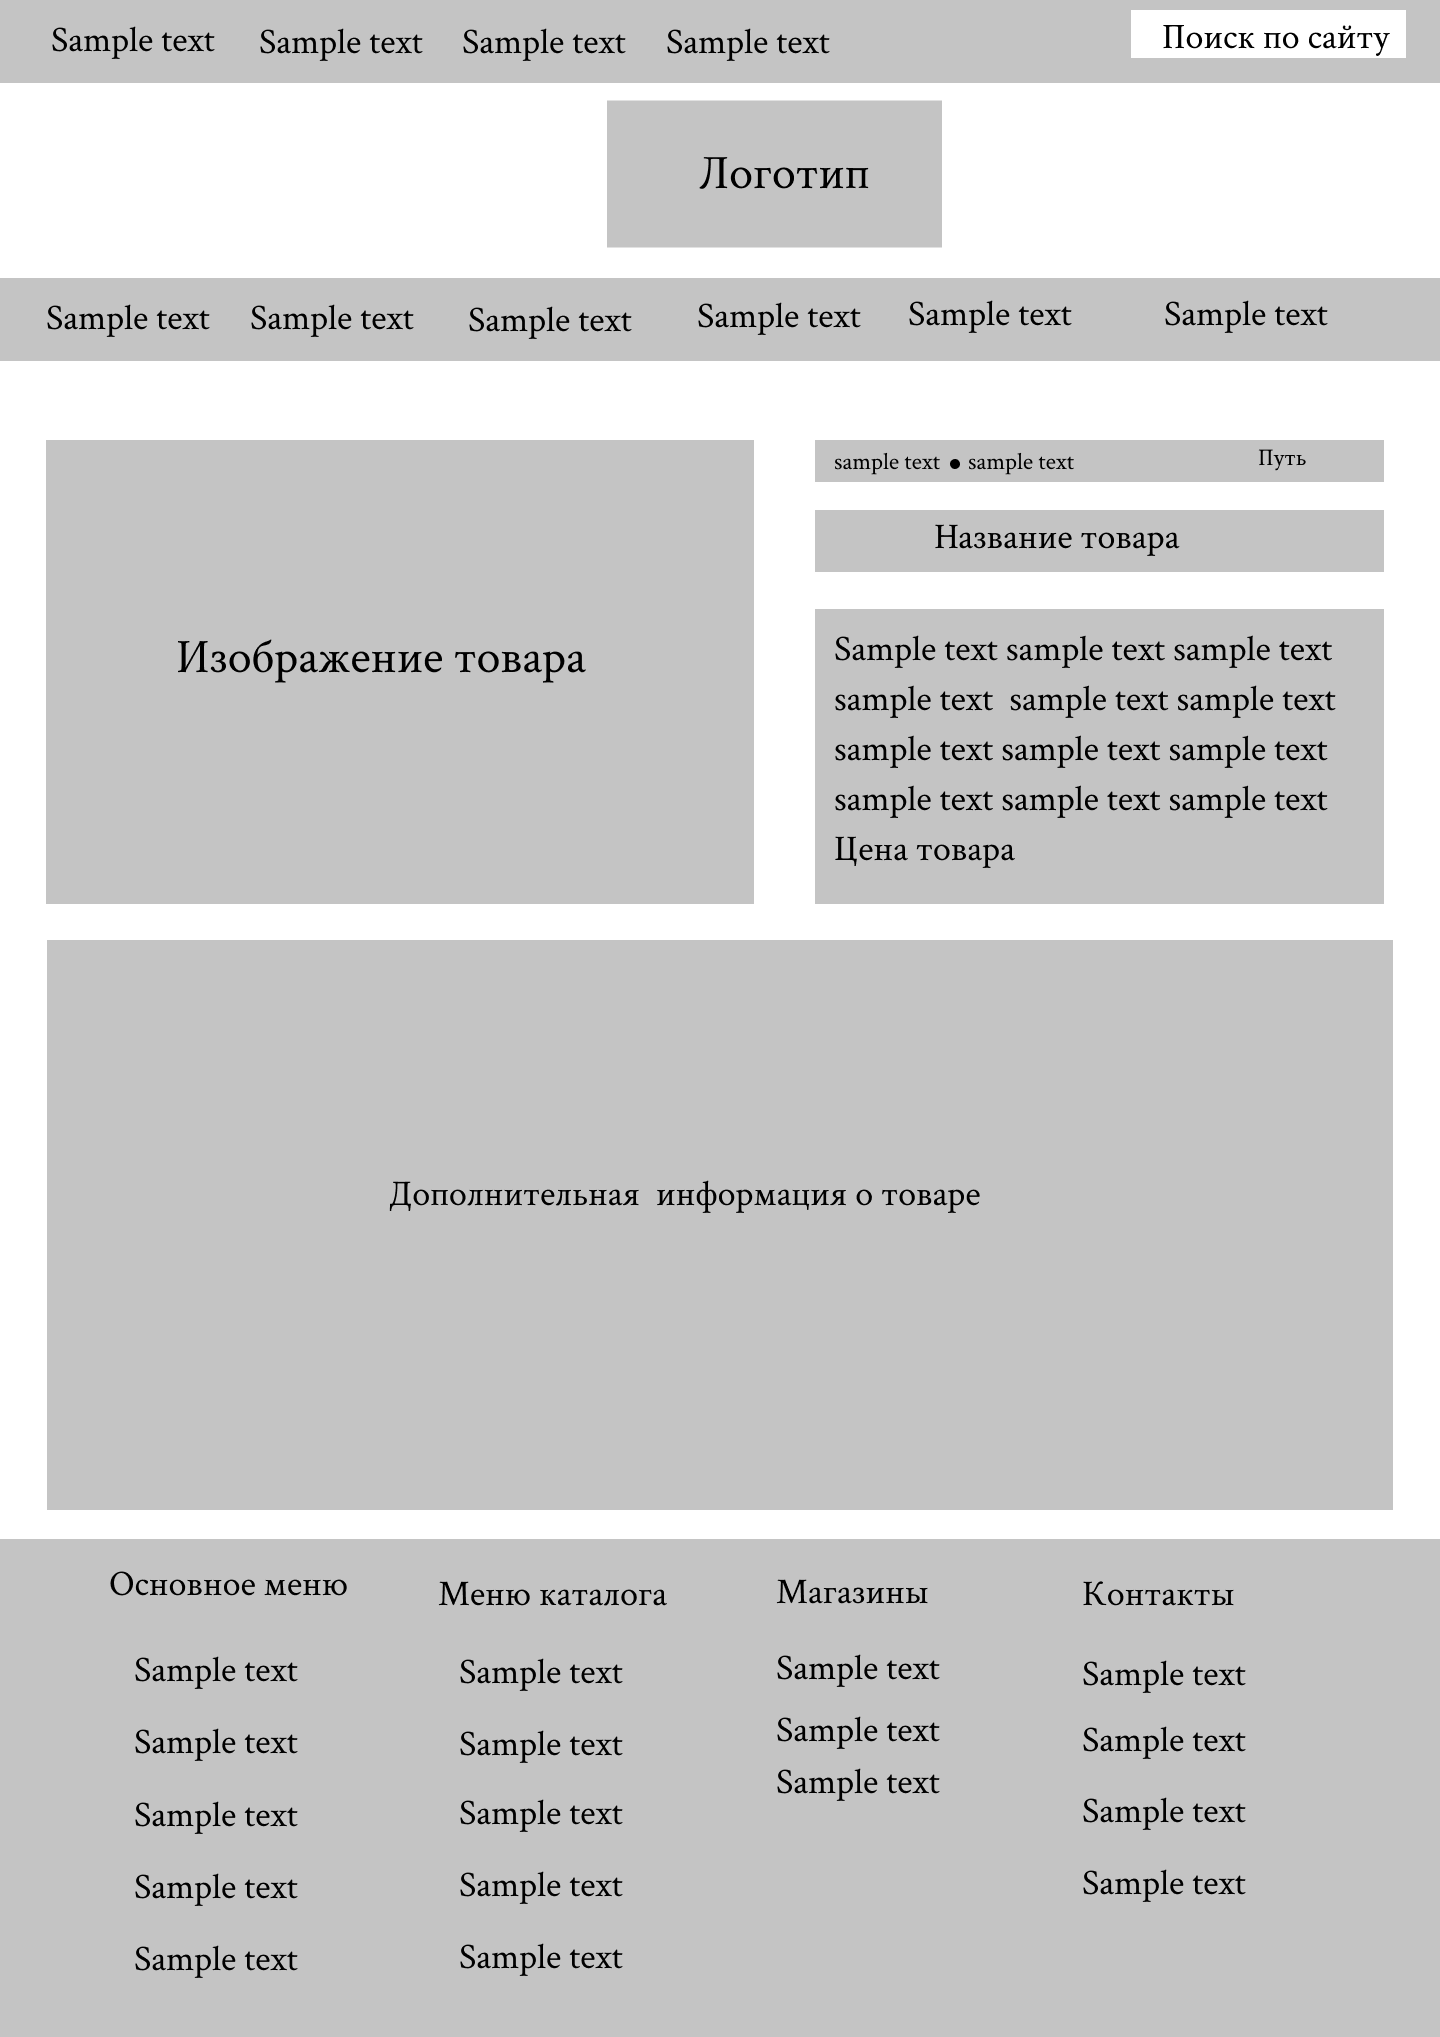 Sample text Sample text Sample text Sample text Поиск по сайту
Логотип
Sample text Sample text Sample text Sample text Sample text Sample text
Изображение товара
sample text ● sample text Путь
Название товара
Sample text sample text sample text
sample text  sample text sample text
sample text sample text sample text
sample text sample text sample text
Цена товара
Дополнительная  информация о товаре
Основное меню
Sample text
Sample text
Sample text
Sample text
Sample text
Меню каталога
Sample text
Sample text
Sample text
Sample text
Sample text
Магазины
Sample text
Sample text
Sample text
Контакты
Sample text
Sample text
Sample text
Sample text